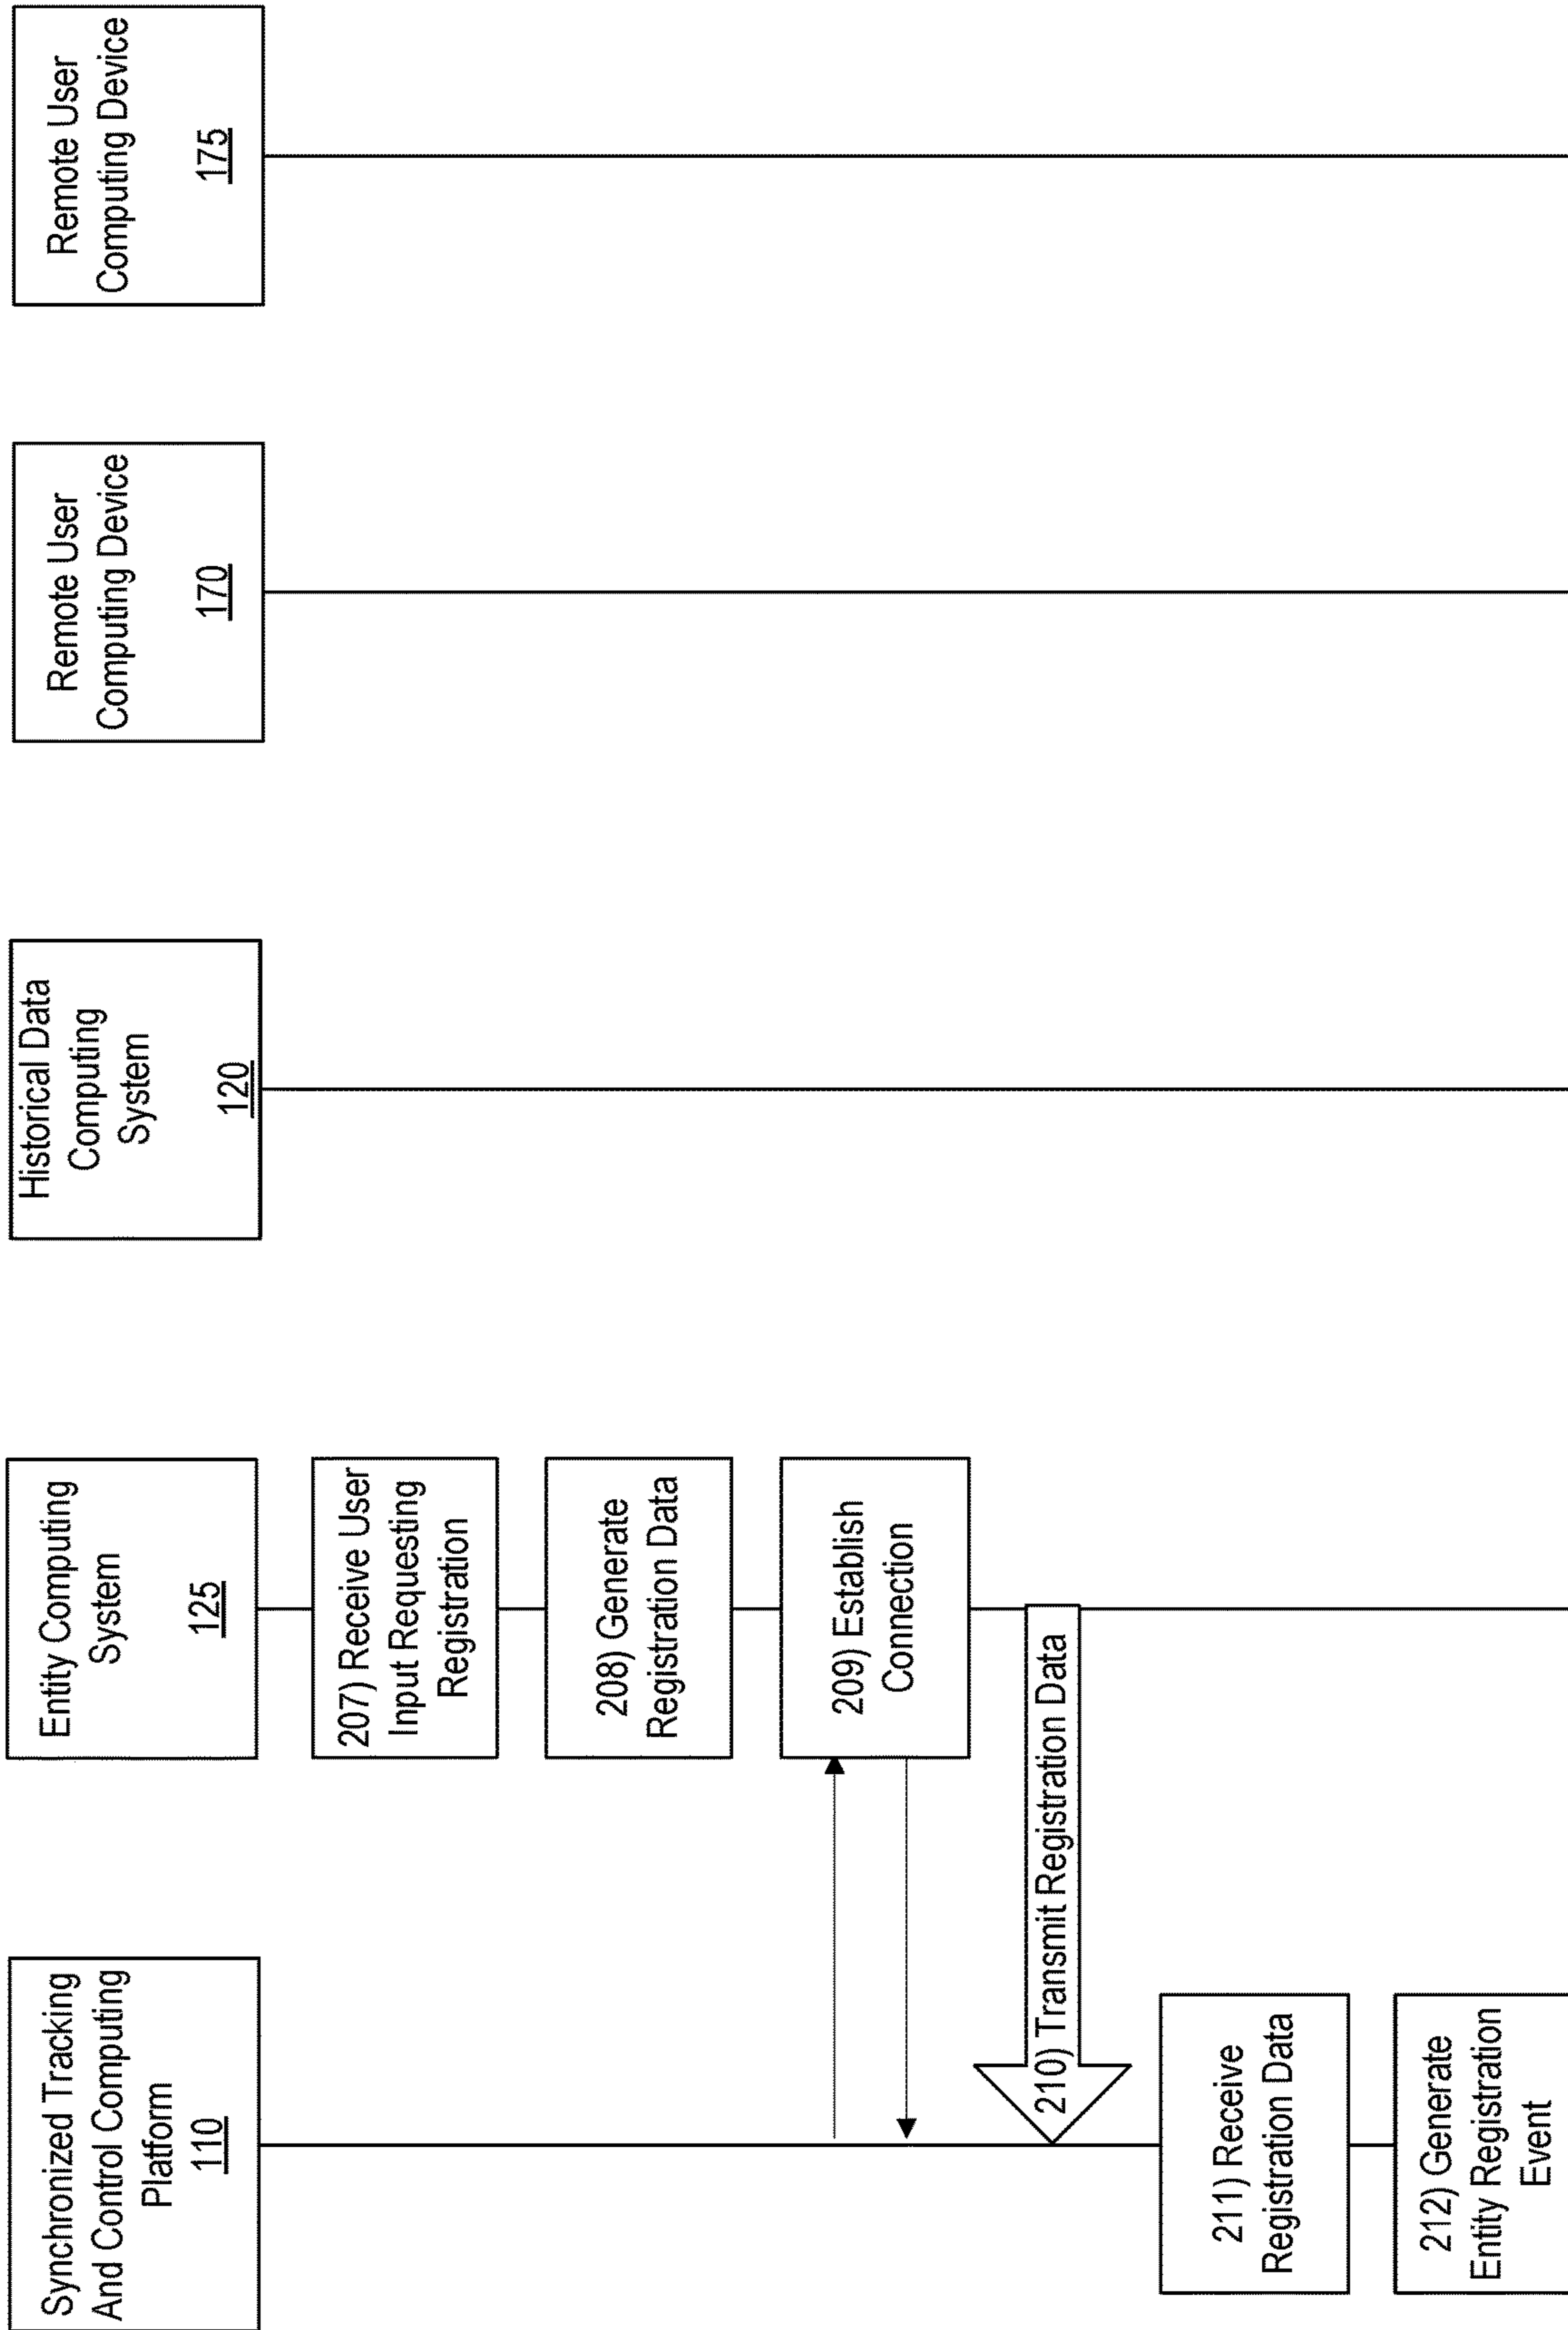 Synchronized Tracking
And Control Computing
Platform
110
Entity Computing
System
125
Historical Data
Computing
System
120
Remote User
Computing Device
170
Remote User
Computing Device
175
207) Receive User
Input Requesting
Registration
208) Generate
Registration Data
209) Establish
Connection
210) Transmit Registration Data
211) Receive
Registration Data
212) Generate
Entity Registration
Event